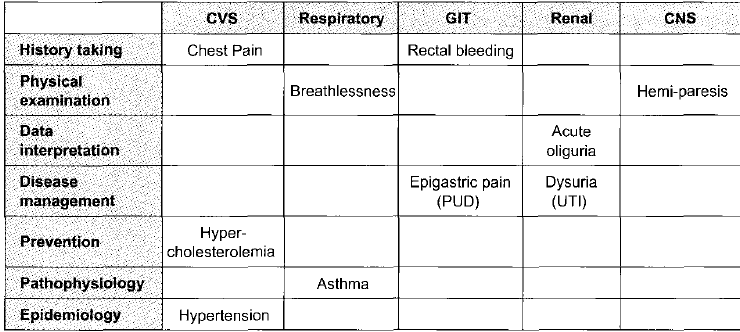 CVS Respiratory GIT Renal CNS
History taking Chest Pain Rectal bleeding
Physical
examination Breathlessness Hemi-paresis
Data Acute
interpretation oliguria
Disease Epigastric pain Dysuria
management (PUD) (UTI)
Prevention Hyper-
cholesterolemia
Pathophysiology Asthma
Epidemiology Hypertension